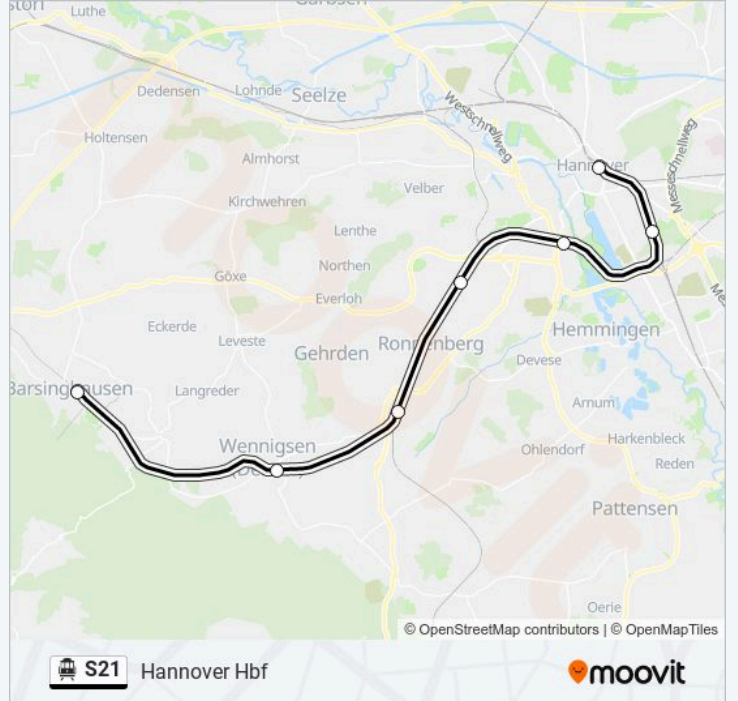 Luthe
Dedensen
Lohnde
Seelze
Westschnellweg
Holtensen
Almhorst
Hannover
Messeschnellweg
Velber
Kirchwehren
Lenthe
Northen
Göxe
Everloh
Eckerde
Leveste
Gehrden
Ronnenberg
Hemmingen
Devese
Barsinghausen
Langreder
Arnum
Wennigsen
Harkenbleck
Ohlendorf
Reden
Pattensen
Oerie
© OpenStreetMap contributors | © OpenMapTiles
S21 Hannover Hbf
moovit